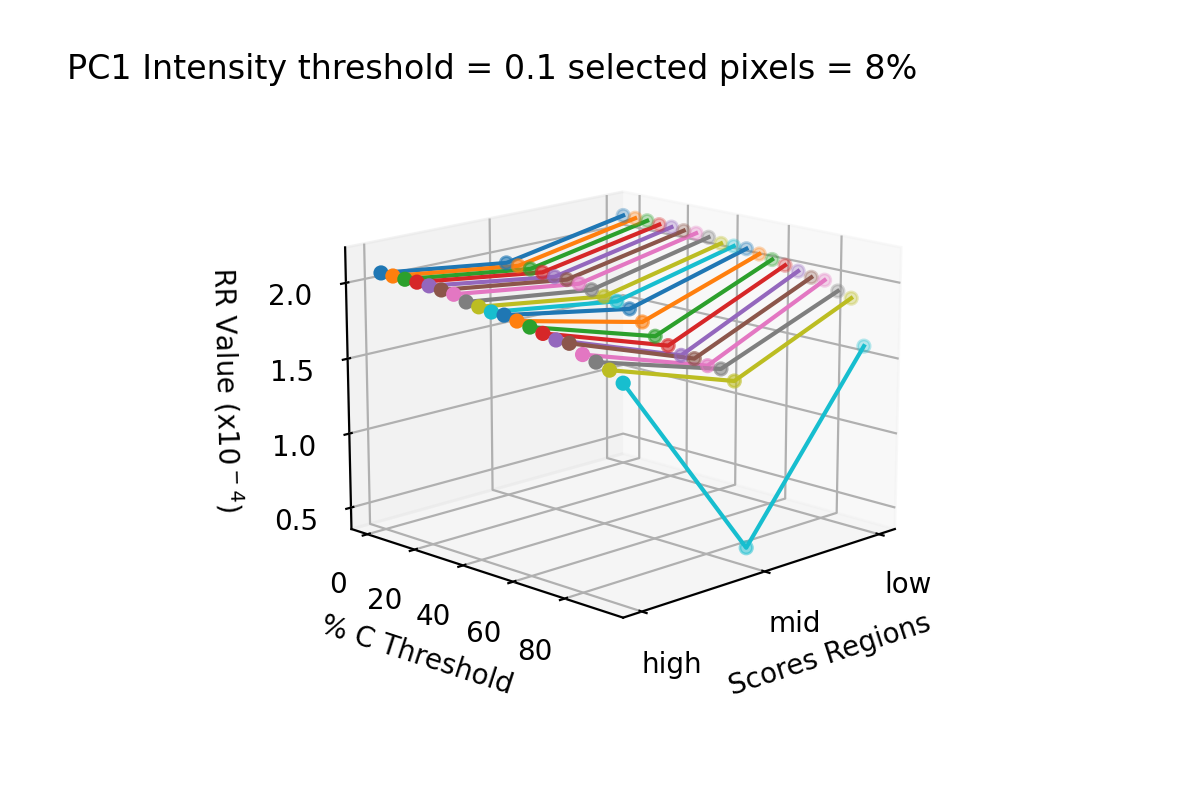 PC1 Intensity threshold = 0.1 selected pixels = 8%
RR Value (x10⁻⁴)
2.0
1.5
1.0
0.5
0
20
40
60
80
% C Threshold
high
mid
low
Scores Regions